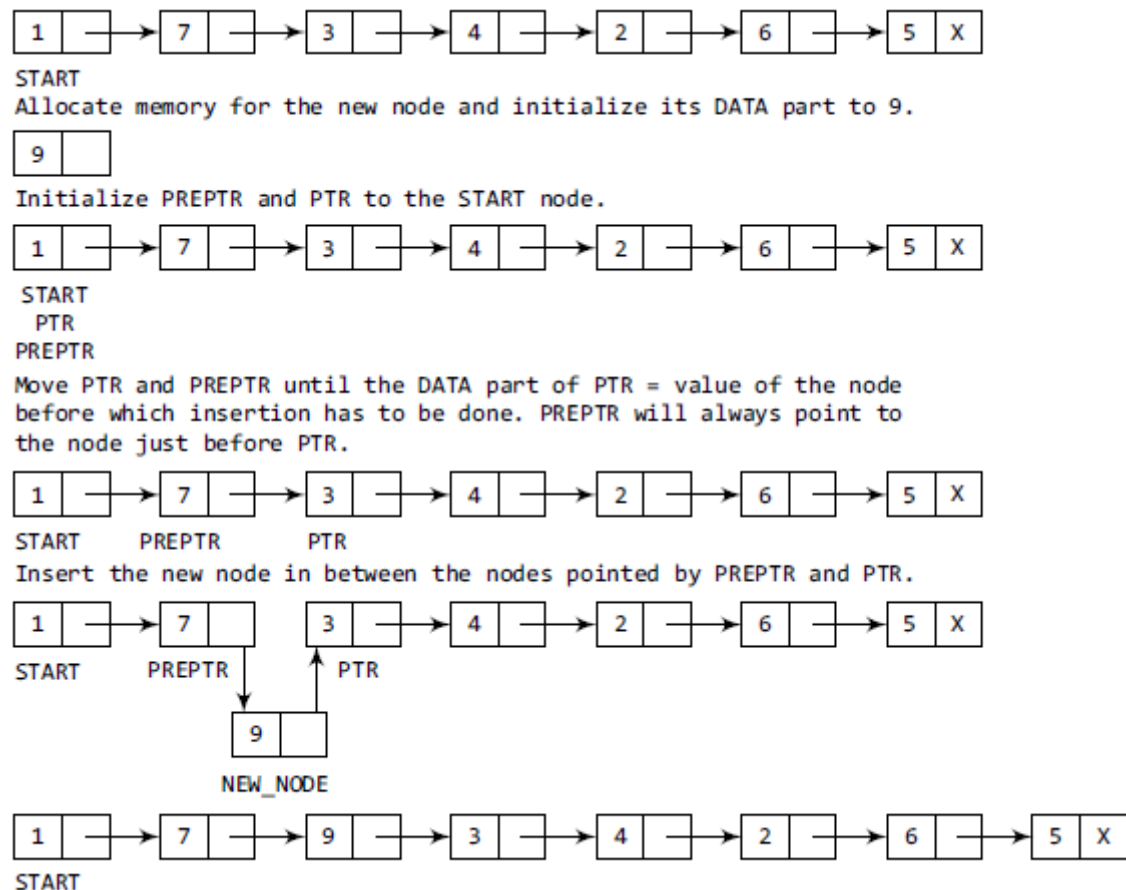 1 7 3 4 2 6 5 X
START
Allocate memory for the new node and initialize its DATA part to 9.
9
Initialize PREPTR and PTR to the START node.
1 7 3 4 2 6 5 X
START
PTR
PREPTR
Move PTR and PREPTR until the DATA part of PTR = value of the node
before which insertion has to be done. PREPTR will always point to
the node just before PTR.
1 7 3 4 2 6 5 X
START PREPTR PTR
Insert the new node in between the nodes pointed by PREPTR and PTR.
1 7 3 4 2 6 5 X
START PREPTR PTR
9
NEW_NODE
1 7 9 3 4 2 6 5 X
START